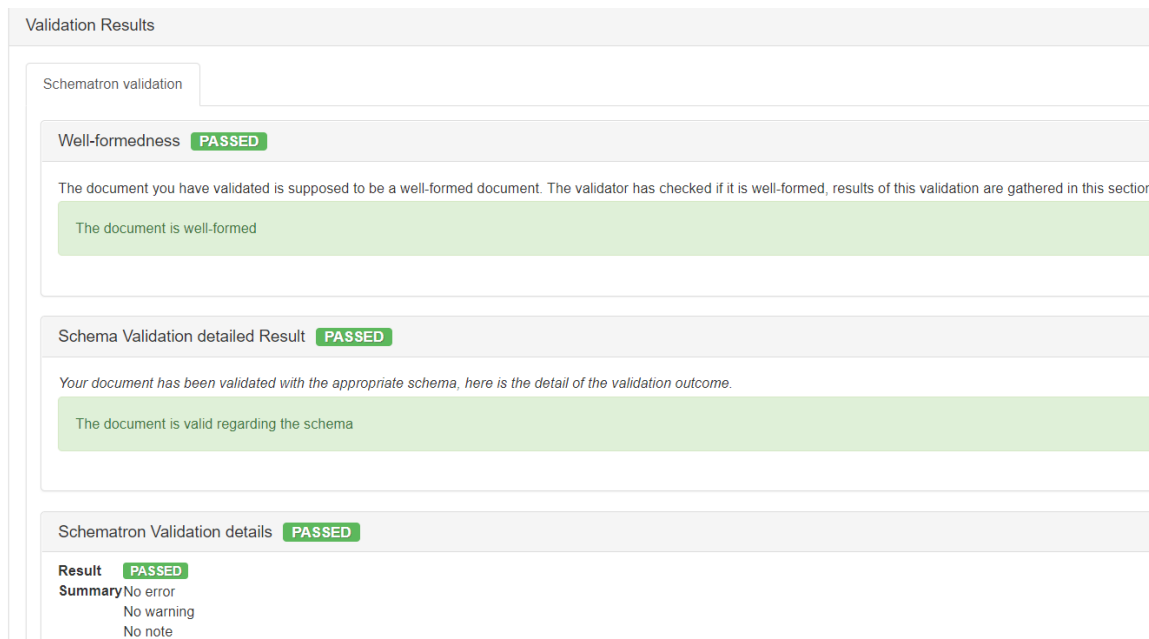 Validation Results
Schematron validation
Well-formedness PASSED
The document you have validated is supposed to be a well-formed document. The validator has checked if it is well-formed, results of this validation are gathered in this section
The document is well-formed
Schema Validation detailed Result PASSED
Your document has been validated with the appropriate schema, here is the detail of the validation outcome.
The document is valid regarding the schema
Schematron Validation details PASSED
Result PASSED
Summary No error
No warning
No note